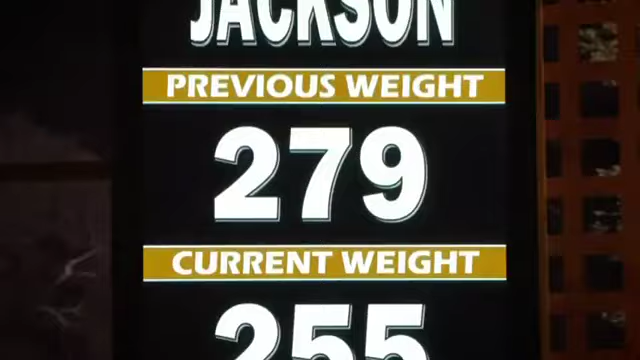 JACKSON
PREVIOUS WEIGHT
279
CURRENT WEIGHT
255